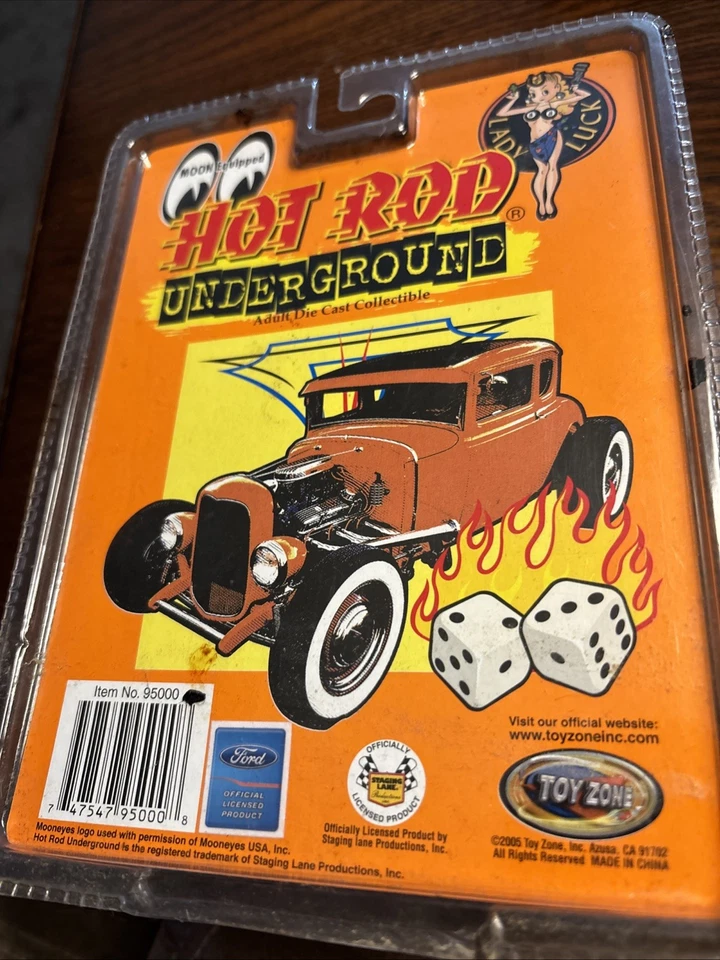 MOON Equipped
LADY LUCK
HOT ROD®
UNDERGROUND
Adult Die Cast Collectible
Item No. 95000
7 47547 95000 8
Ford
OFFICIAL
LICENSED
PRODUCT
OFFICIALLY
STAGING
LANE
Productions
LICENSED PRODUCT
Officially Licensed Product by
Staging lane Productions, Inc.
Visit our official website:
www.toyzoneinc.com
TOY ZONE
©2005 Toy Zone, Inc. Azusa, CA 91702
All Rights Reserved MADE IN CHINA
Mooneyes logo used with permission of Mooneyes USA, Inc.
Hot Rod Underground is the registered trademark of Staging Lane Productions, Inc.